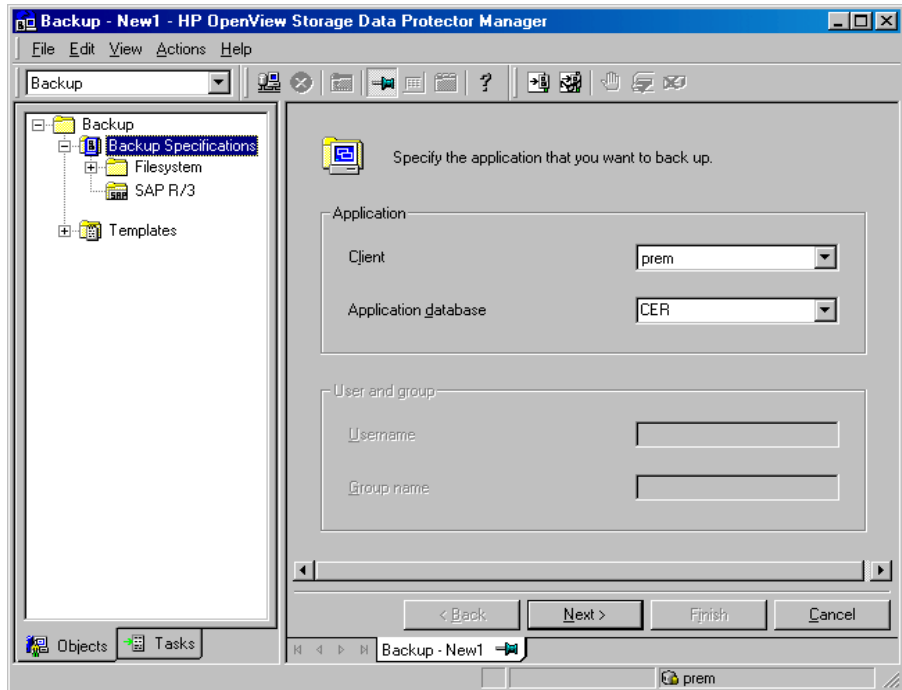 Backup - New1 - HP OpenView Storage Data Protector Manager
File Edit View Actions Help
Backup
Backup
Backup Specifications
Filesystem
SAP R/3
Templates
Specify the application that you want to back up.
Application
Client
prem
Application database
CER
User and group
Username
Group name
< Back
Next >
Finish
Cancel
Objects
Tasks
Backup - New1
prem